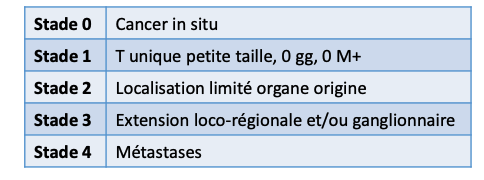 Stade 0 Cancer in situ
Stade 1 T unique petite taille, 0 gg, 0 M+
Stade 2 Localisation limité organe origine
Stade 3 Extension loco-régionale et/ou ganglionnaire
Stade 4 Métastases